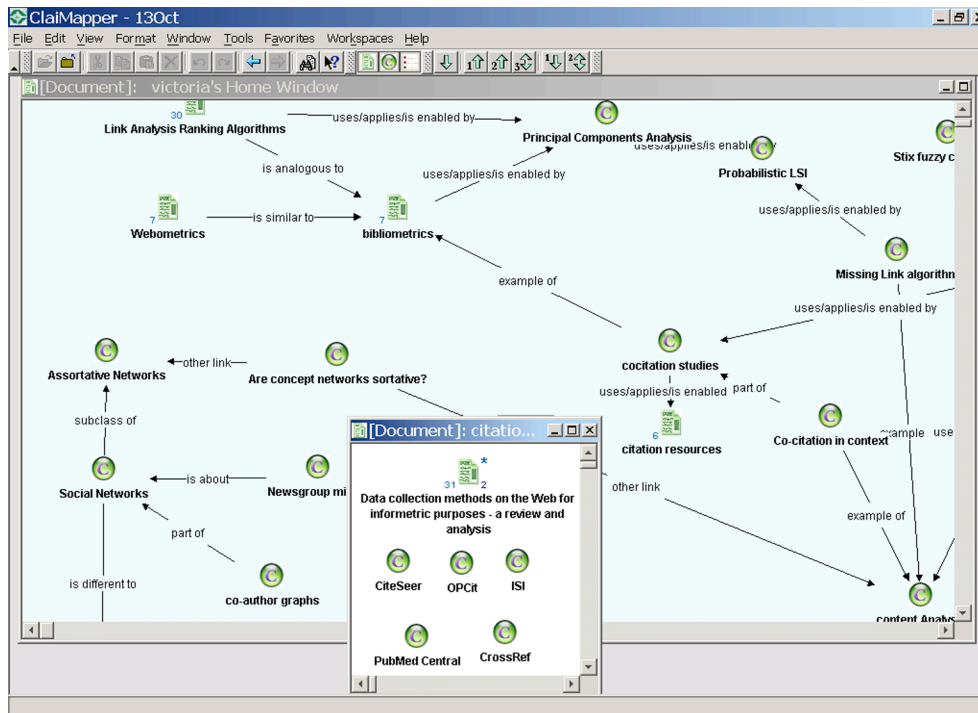 ClaiMapper - 13Oct
File Edit View Format Window Tools Favorites Workspaces Help
[Document]: victoria's Home Window
30
Link Analysis Ranking Algorithms
uses/applies/is enabled by
Principal Components Analysis
uses/applies/is enabled by
Probabilistic LSI
Stix fuzzy c
is analogous to
uses/applies/is enabled by
7
Webometrics
is similar to
7
bibliometrics
uses/applies/is enabled by
Missing Link algorithn
example of
uses/applies/is enabled by
Assortative Networks
other link
Are concept networks sortative?
cocitation studies
uses/applies/is enabled
part of
subclass of
6
citation resources
Co-citation in context
example
use
Social Networks
is about
Newsgroup mi
other link
part of
example of
is different to
co-author graphs
content Analys
[Document]: citatio...
31
*
2
Data collection methods on the Web for
informetric purposes - a review and
analysis
CiteSeer
OPCit
ISI
PubMed Central
CrossRef